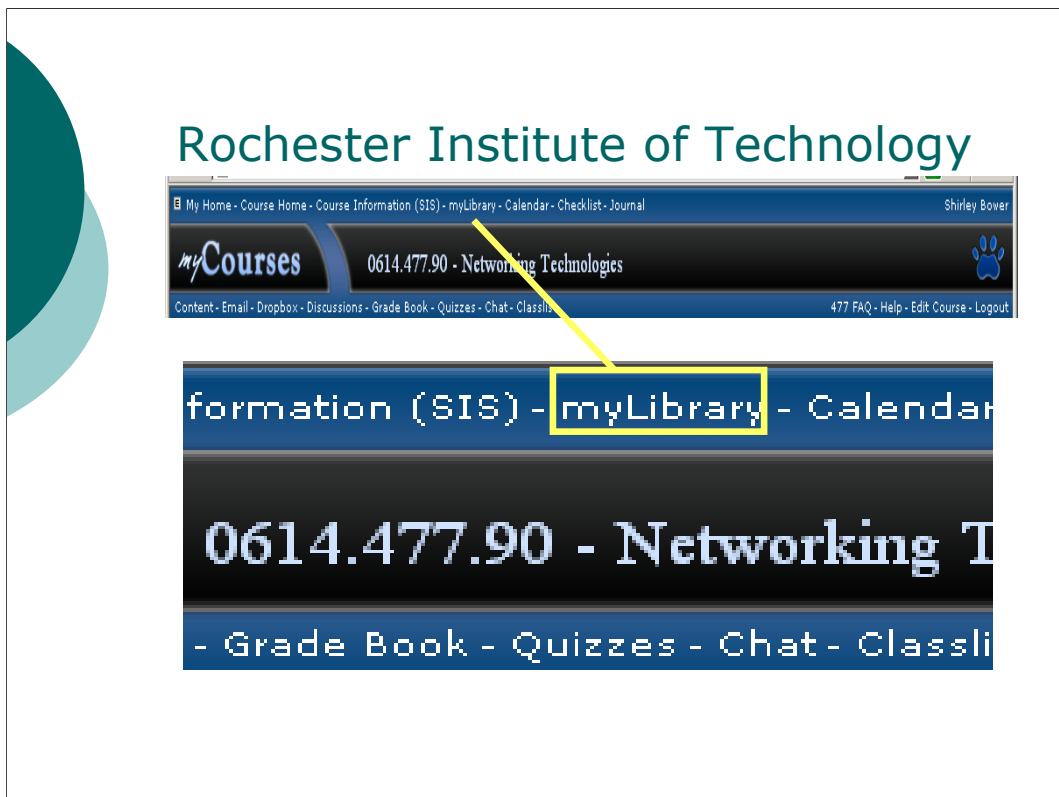 Rochester Institute of Technology
My Home - Course Home - Course Information (SIS) - myLibrary - Calendar - Checklist - Journal Shirley Bower
myCourses 0614.477.90 - Networking Technologies
Content - Email - Dropbox - Discussions - Grade Book - Quizzes - Chat - Classlist 477 FAQ - Help - Edit Course - Logout
formation (SIS) - myLibrary - Calendar
0614.477.90 - Networking T
- Grade Book - Quizzes - Chat - Classli